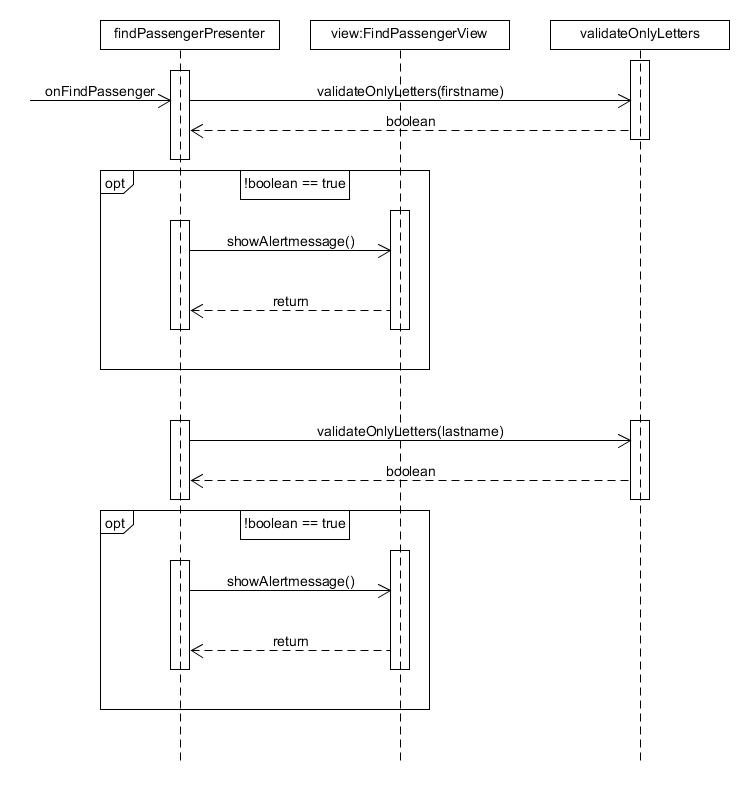 findPassengerPresenter
view:FindPassengerView
validateOnlyLetters
onFindPassenger
validateOnlyLetters(firstname)
boolean
opt
!boolean == true
showAlertmessage()
return
validateOnlyLetters(lastname)
boolean
opt
!boolean == true
showAlertmessage()
return